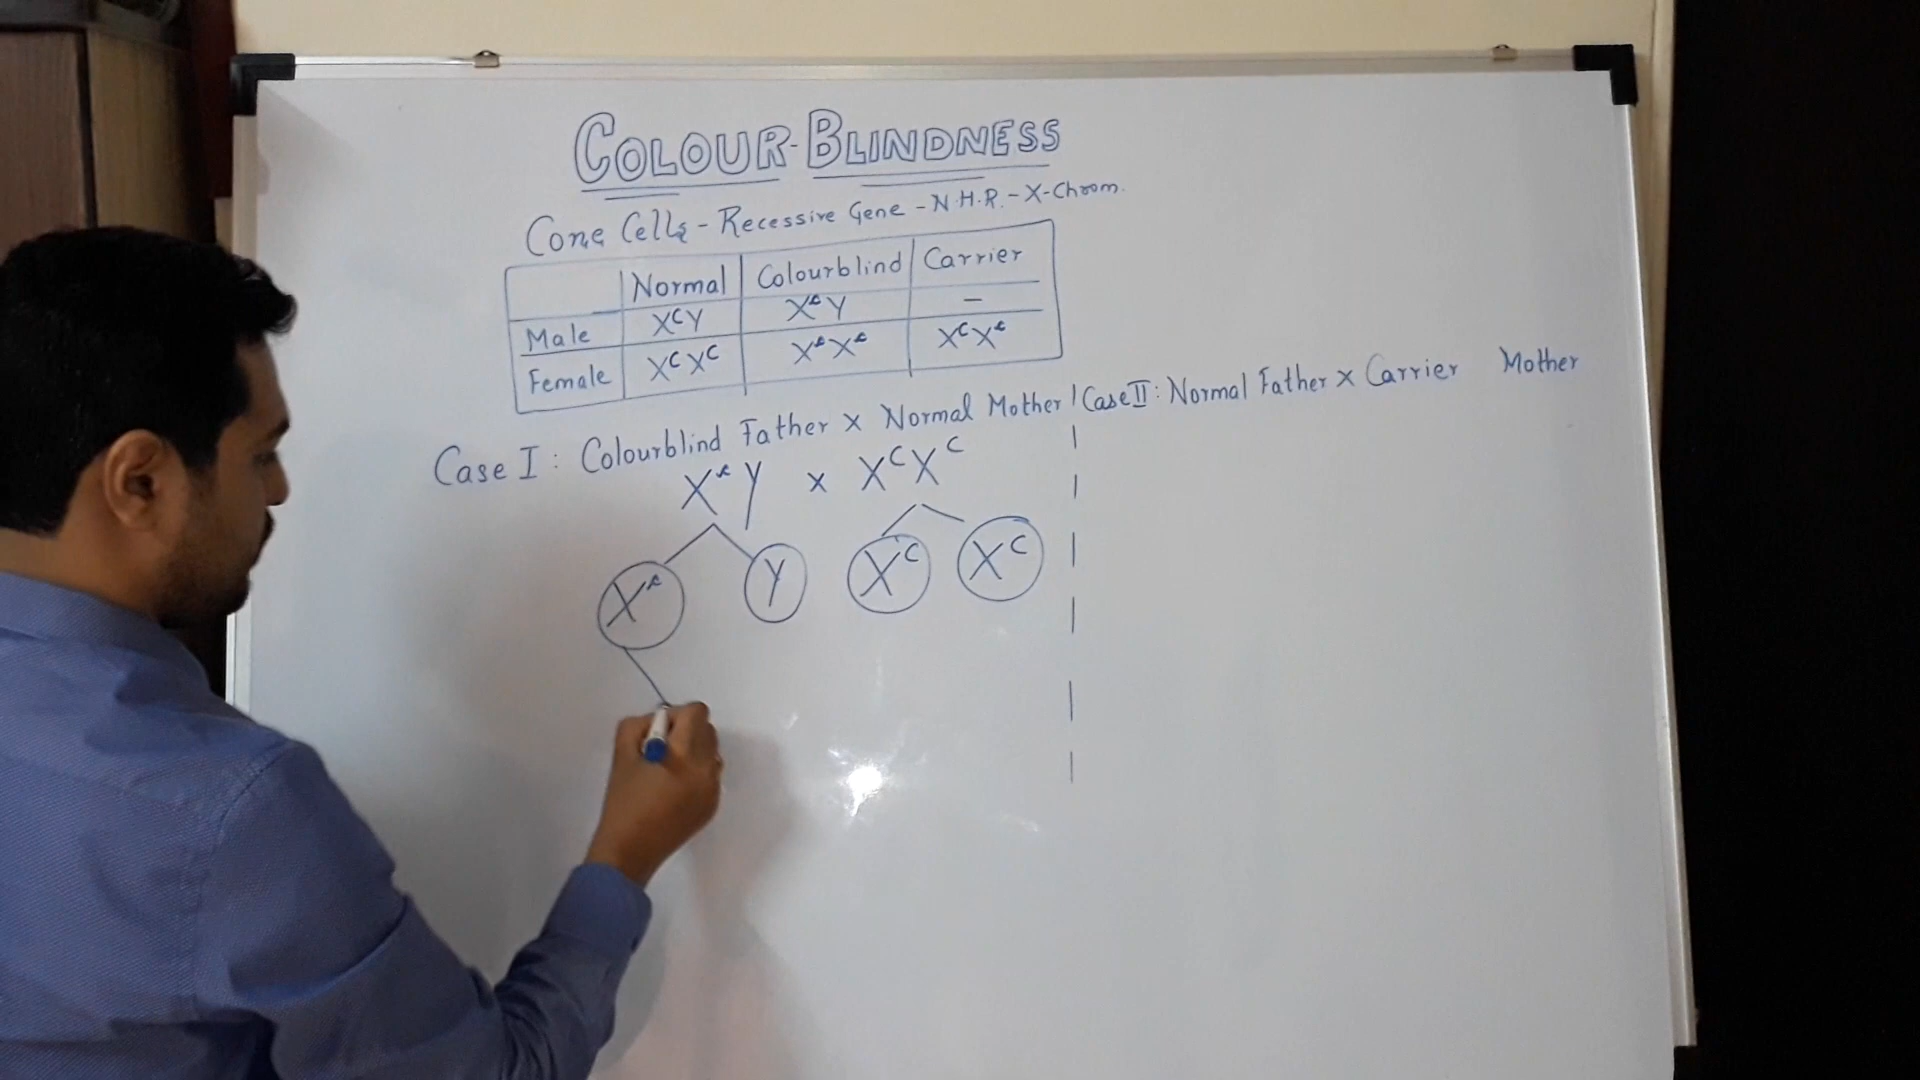 COLOUR-BLINDNESS
Cone Cells - Recessive Gene - N.H.R. - X-Chrom.
Normal Colourblind Carrier
Male XᶜY XᶜY –
Female XᶜXᶜ XᶜXᶜ XᶜXᶜ
Case I : Colourblind Father x Normal Mother
XᶜY x XᶜXᶜ
Xᶜ Y Xᶜ Xᶜ
Case II : Normal Father x Carrier Mother